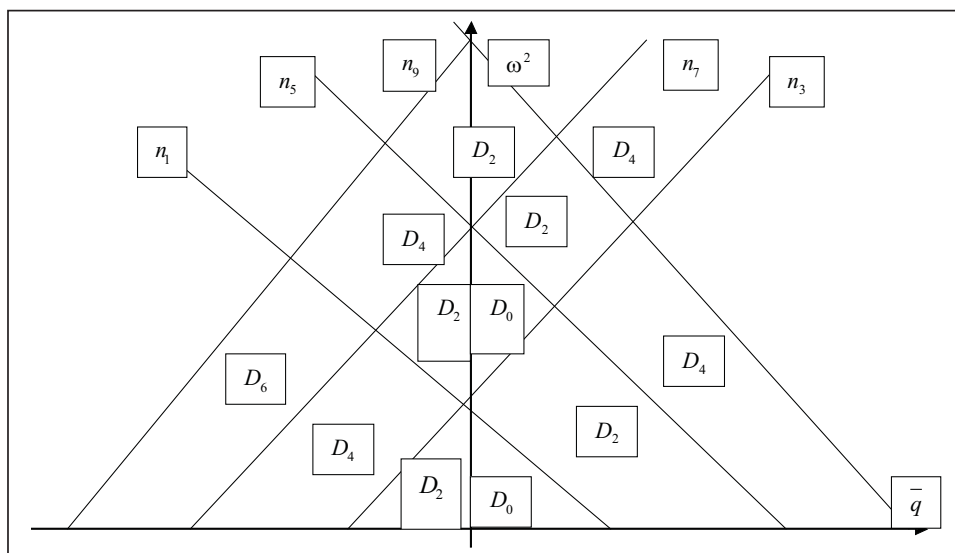 n₉ ω² n₇
n₅ n₃
n₁ D₂ D₄
D₄ D₂
D₂ D₀
D₆ D₄
D₄ D₂
D₂ D₀ q̅